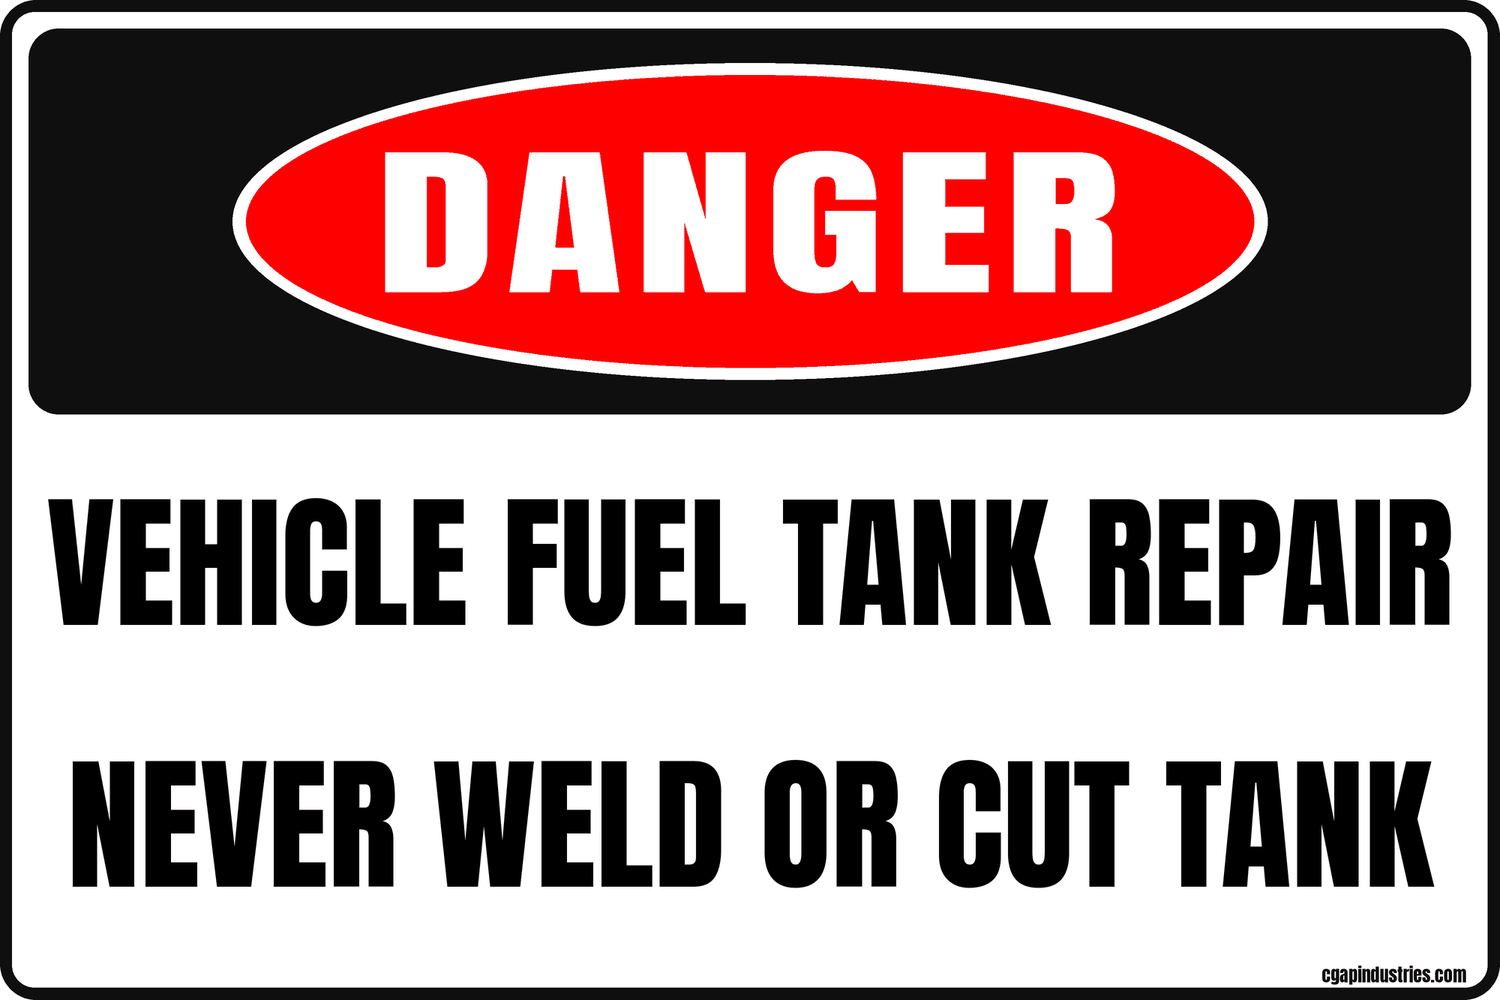 DANGER
VEHICLE FUEL TANK REPAIR
NEVER WELD OR CUT TANK
cgapindustries.com